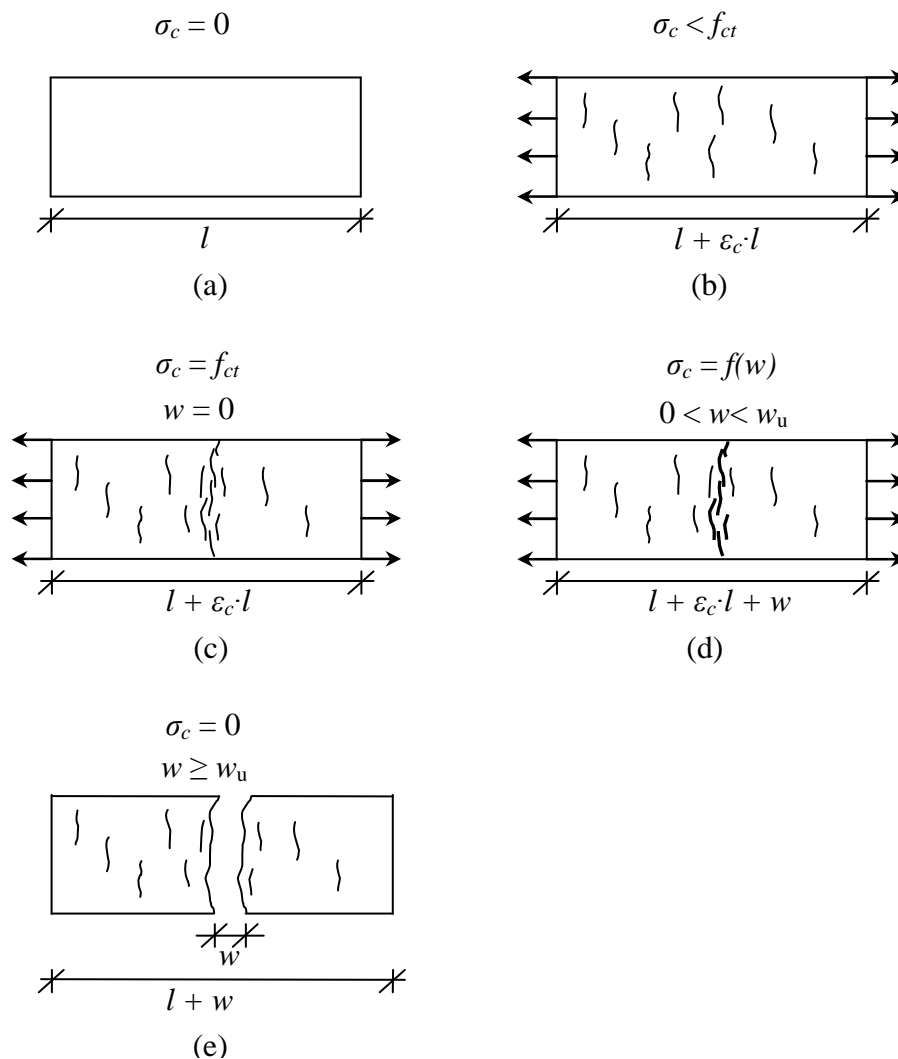 σc = 0
σc < fct
l
l + εc·l
(a)
(b)
σc = fct
w = 0
σc = f(w)
0 < w < wu
l + εc·l
l + εc·l + w
(c)
(d)
σc = 0
w ≥ wu
w
l + w
(e)